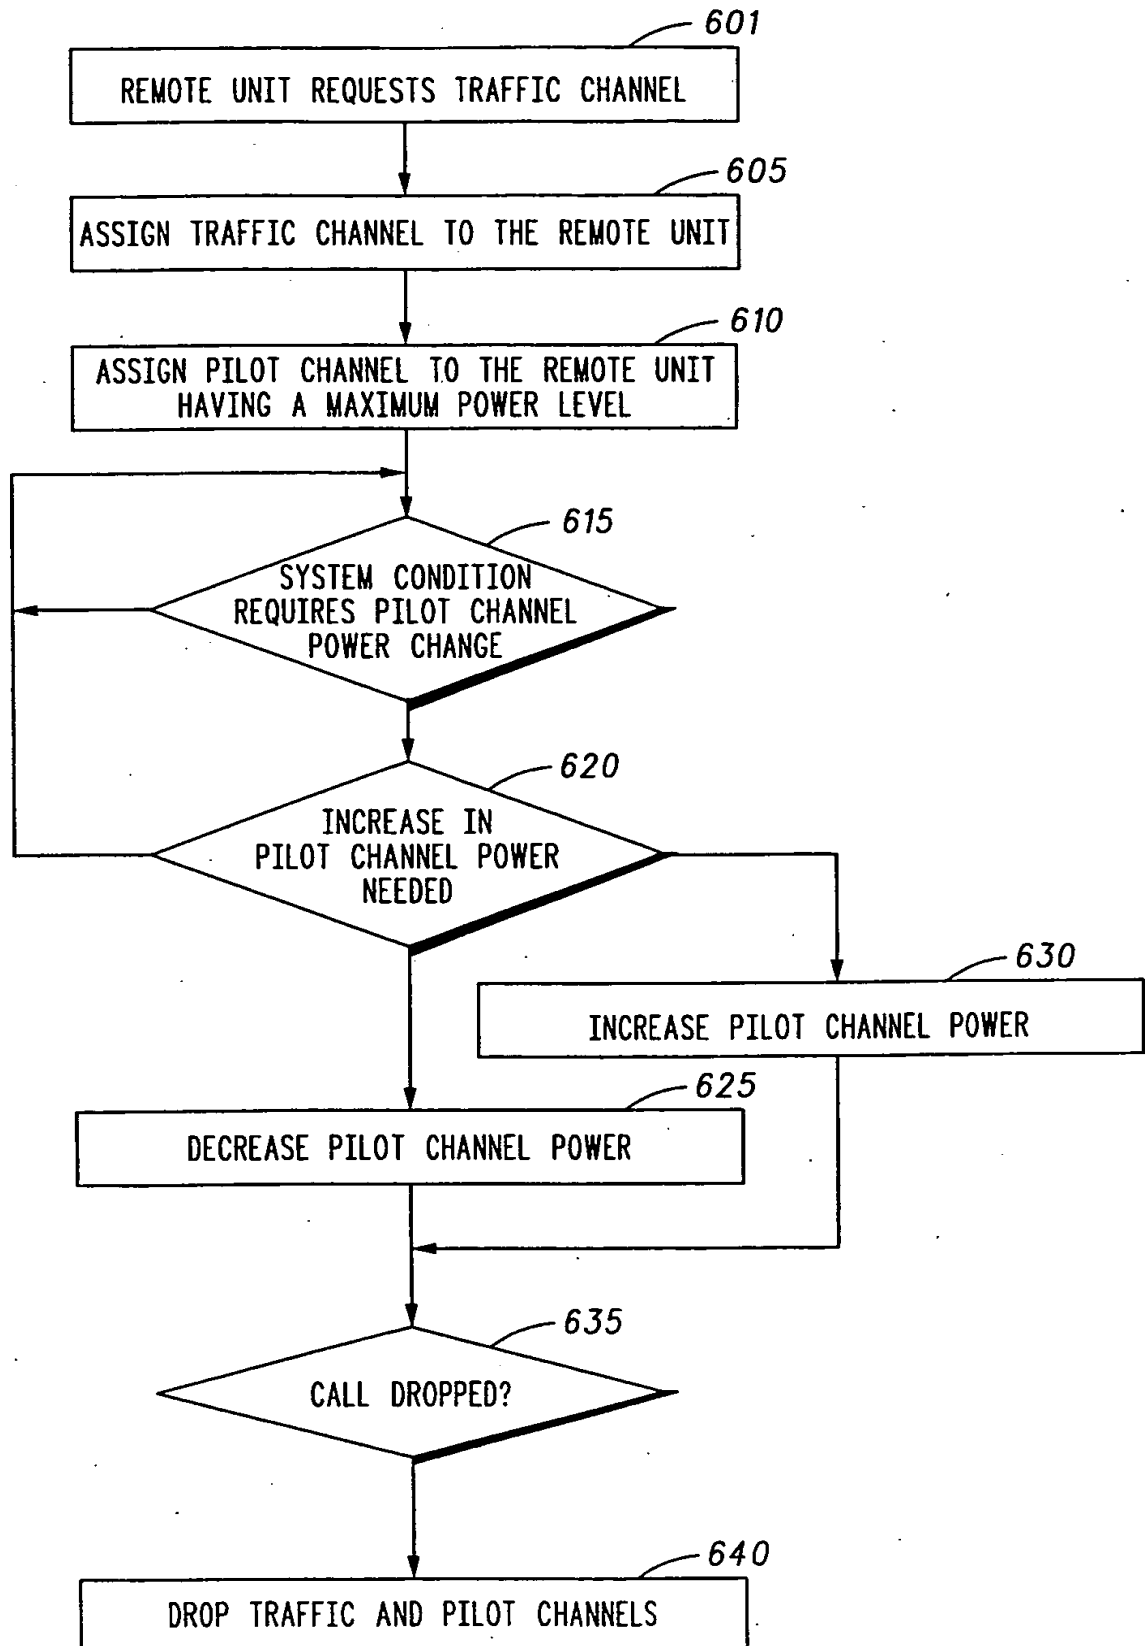 601
REMOTE UNIT REQUESTS TRAFFIC CHANNEL
605
ASSIGN TRAFFIC CHANNEL TO THE REMOTE UNIT
610
ASSIGN PILOT CHANNEL TO THE REMOTE UNIT
HAVING A MAXIMUM POWER LEVEL
615
SYSTEM CONDITION
REQUIRES PILOT CHANNEL
POWER CHANGE
620
INCREASE IN
PILOT CHANNEL POWER
NEEDED
630
INCREASE PILOT CHANNEL POWER
625
DECREASE PILOT CHANNEL POWER
635
CALL DROPPED?
640
DROP TRAFFIC AND PILOT CHANNELS